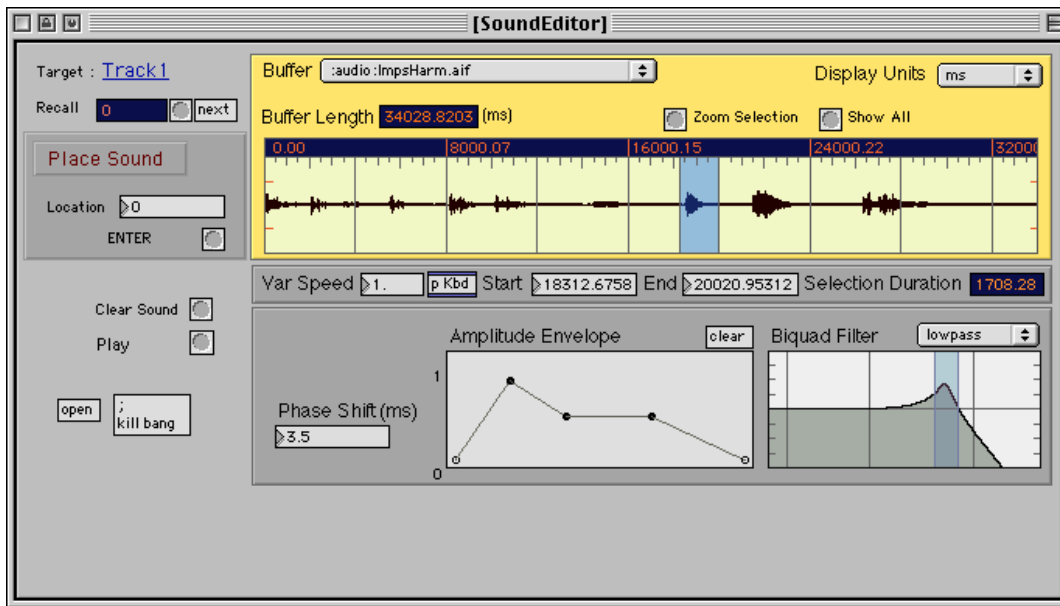 [SoundEditor]
Target : Track1
Recall 0 next
Place Sound
Location 0
ENTER
Clear Sound
Play
open
;
kill bang
Buffer :audio:ImpsHarm.aif Display Units ms
Buffer Length 34028.8203 (ms) Zoom Selection Show All
0.00 8000.07 16000.15 24000.22 32000
Var Speed 1. p Kbd Start 18312.6758 End 20020.95312 Selection Duration 1708.28
Amplitude Envelope clear Biquad Filter lowpass
1
Phase Shift (ms)
3.5
0